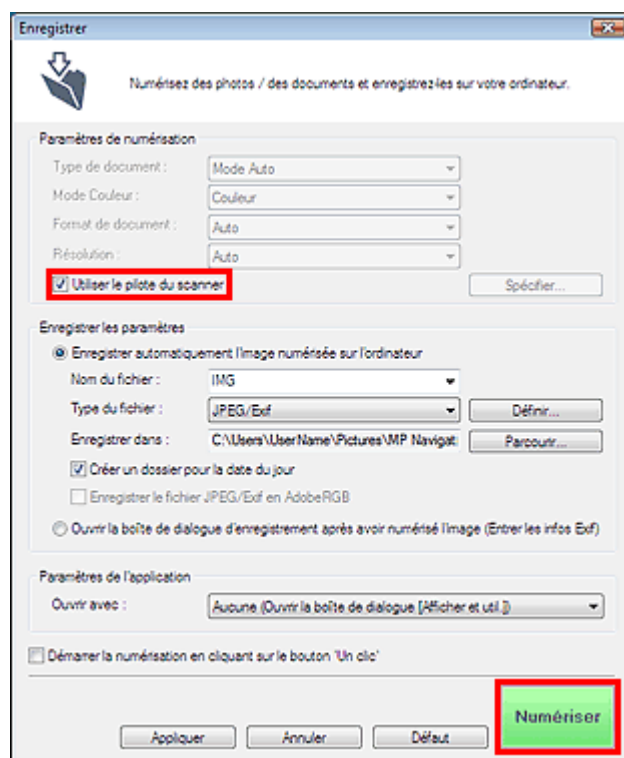 Enregistrer
Numérisez des photos / des documents et enregistrez-les sur votre ordinateur.
Paramètres de numérisation
Type de document : Mode Auto
Mode Couleur : Couleur
Format de document : Auto
Résolution : Auto
Utiliser le pilote du scanner Spécifier...
Enregistrer les paramètres
Enregistrer automatiquement l'image numérisée sur l'ordinateur
Nom du fichier : IMG
Type du fichier : JPEG/Exif Définir...
Enregistrer dans : C:\Users\UserName\Pictures\MP Navigat Parcourir...
Créer un dossier pour la date du jour
Enregistrer le fichier JPEG/Exif en AdobeRGB
Ouvrir la boîte de dialogue d'enregistrement après avoir numérisé l'image (Entrer les infos Exif)
Paramètres de l'application
Ouvrir avec : Aucune (Ouvrir la boîte de dialogue [Afficher et util.])
Démarrer la numérisation en cliquant sur le bouton 'Un clic'
Numériser
Appliquer Annuler Défaut